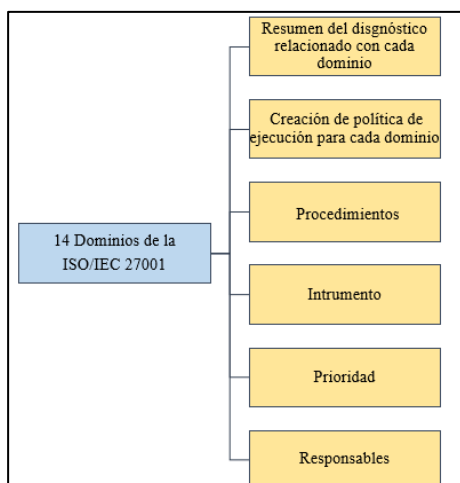 Resumen del disgnóstico
relacionado con cada
dominio
Creación de política de
ejecución para cada dominio
Procedimientos
14 Dominios de la
ISO/IEC 27001
Intrumento
Prioridad
Responsables